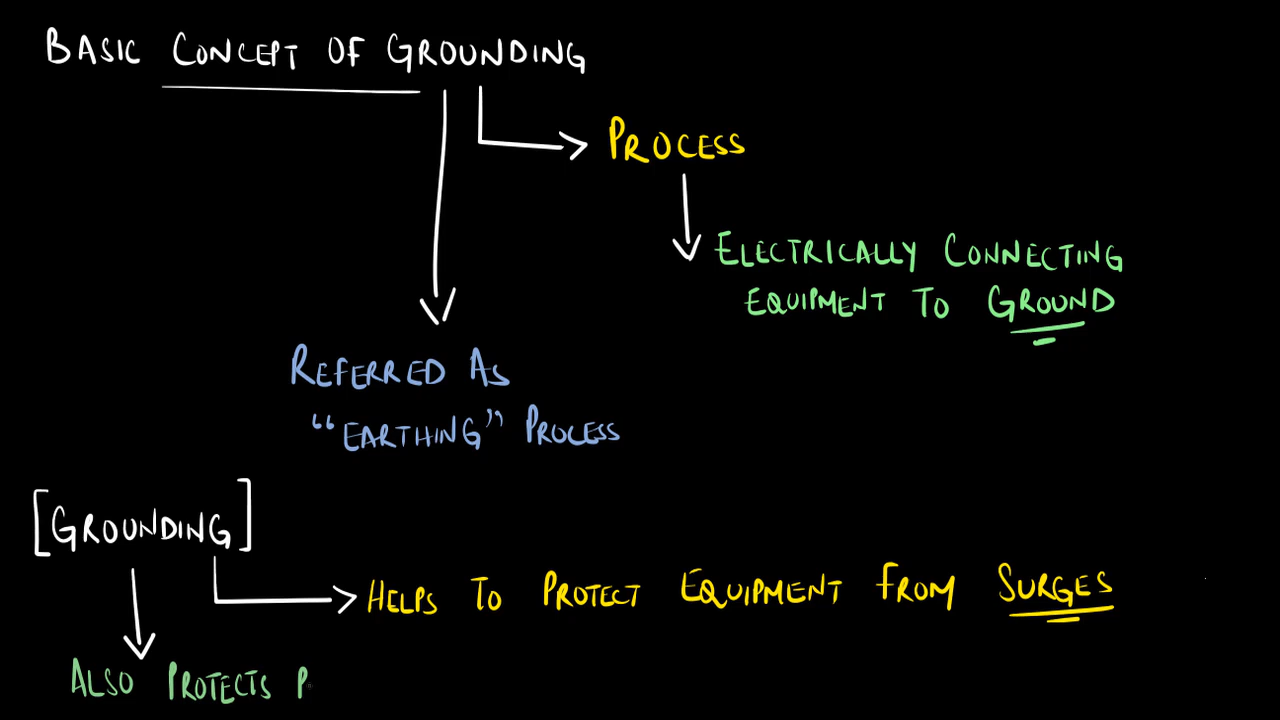 BASIC CONCEPT OF GROUNDING
PROCESS
ELECTRICALLY CONNECTING
EQUIPMENT TO GROUND
REFERRED AS
“EARTHING” PROCESS
[GROUNDING]
HELPS TO PROTECT EQUIPMENT FROM SURGES
ALSO PROTECTS P